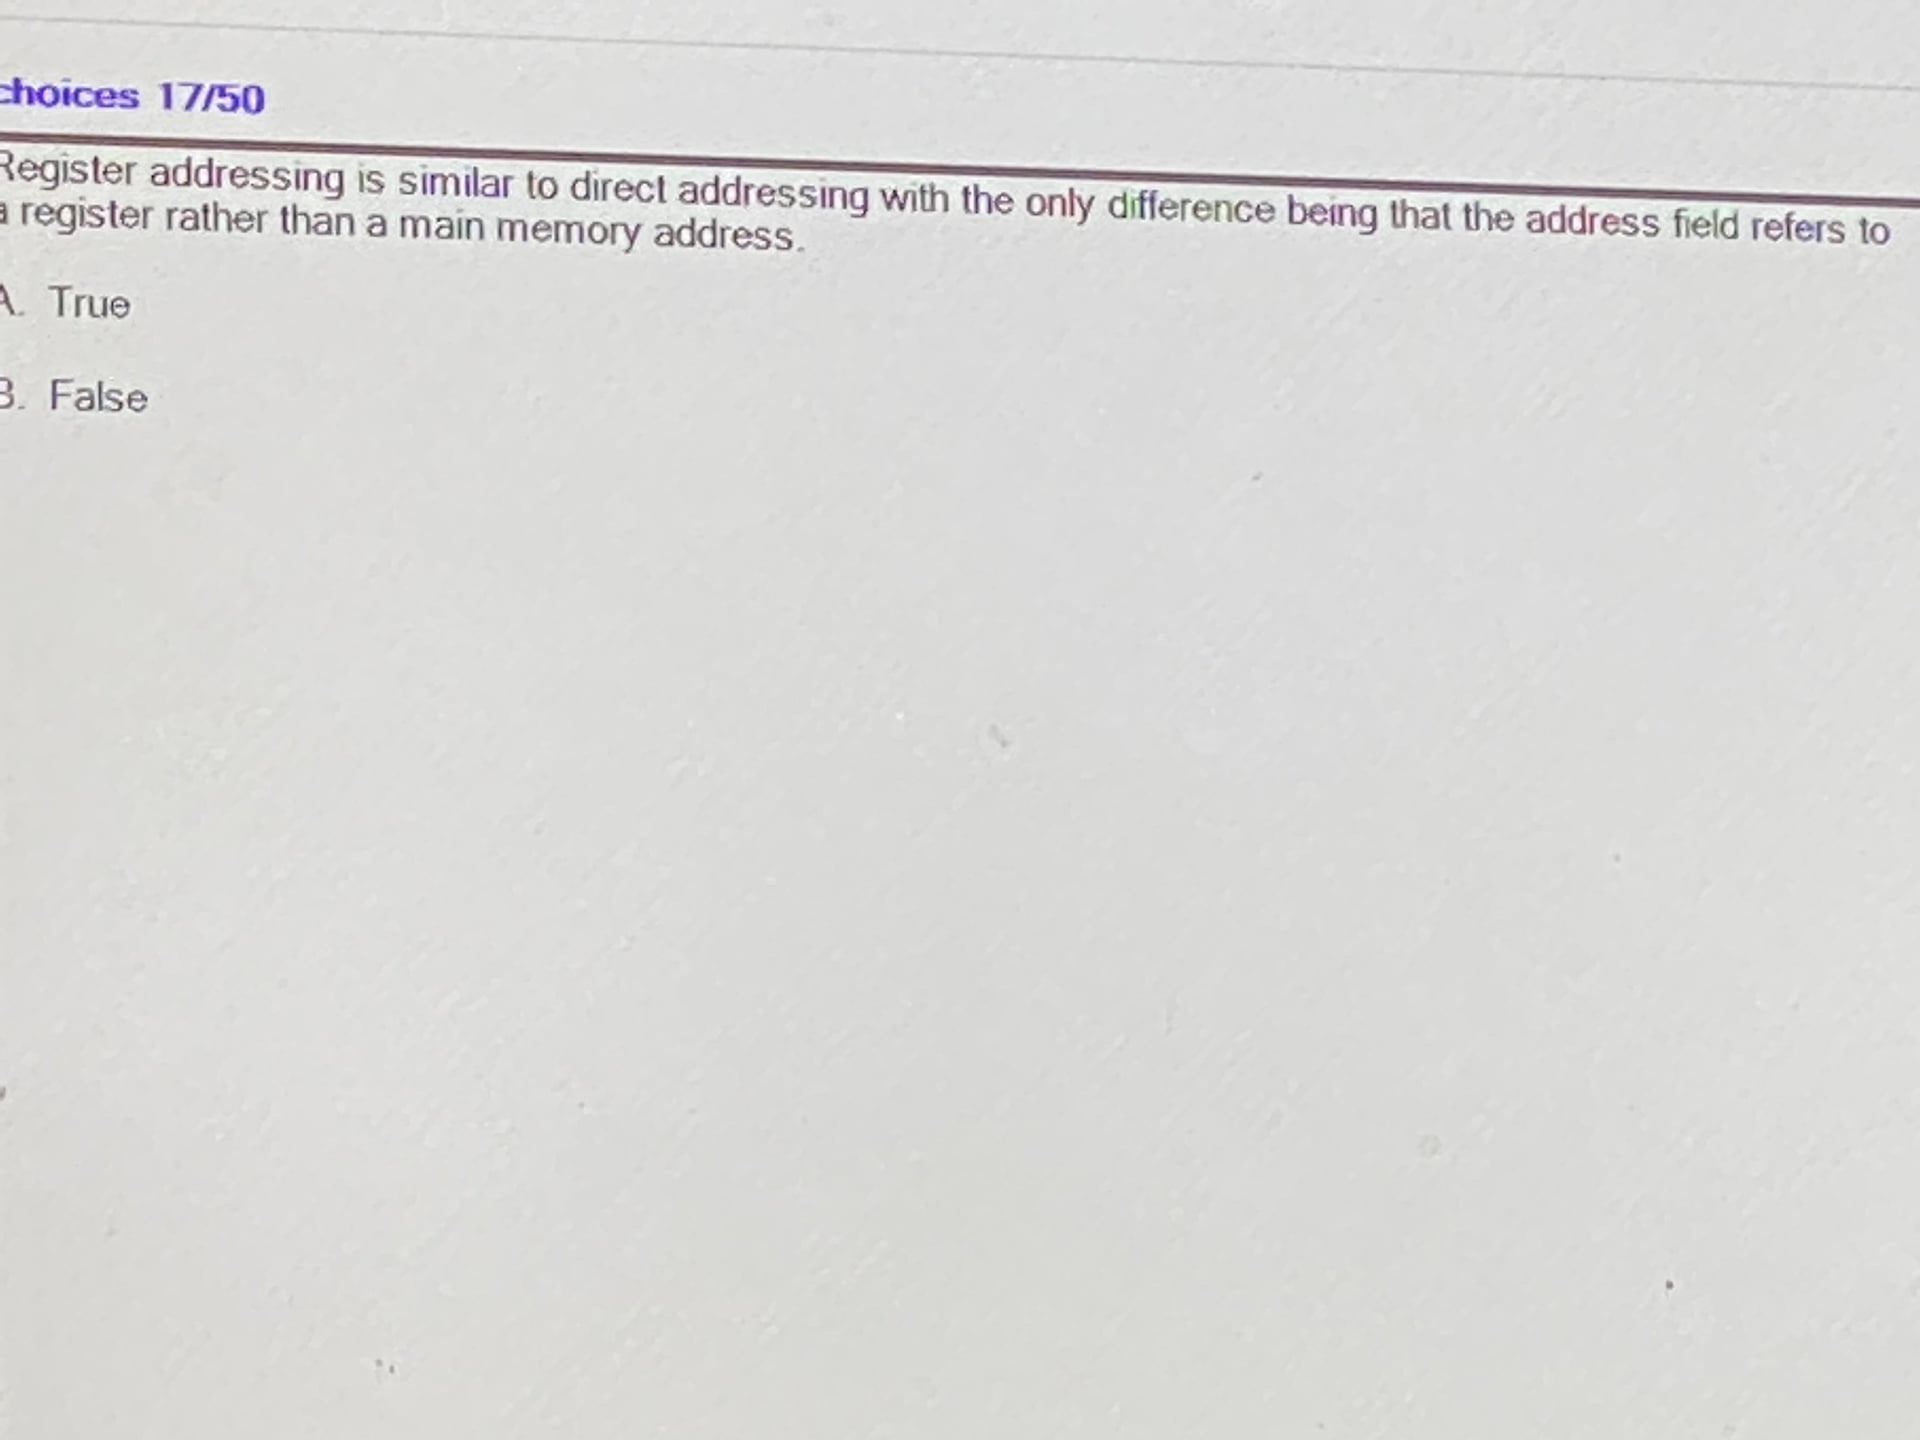 choices 17/50
Register addressing is similar to direct addressing with the only difference being that the address field refers to
a register rather than a main memory address.
A. True
B. False